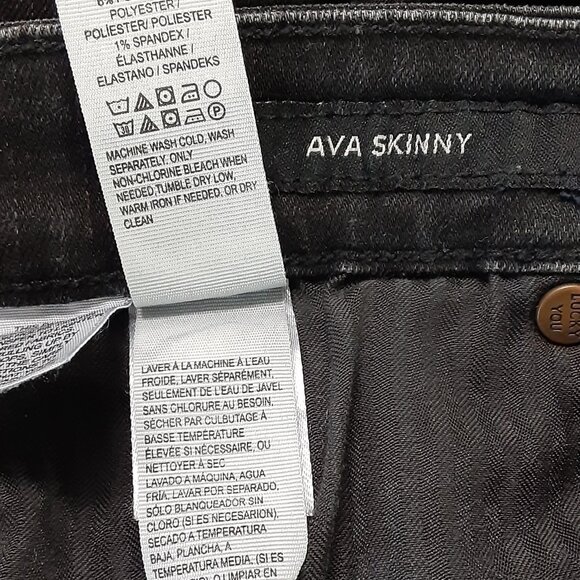 POLYESTER /
POLIESTER/ POLIESTER
1% SPANDEX /
ÉLASTHANNE /
ELASTANO / SPANDEKS
30
MACHINE WASH COLD, WASH
SEPARATELY. ONLY
NON-CHLORINE BLEACH WHEN
NEEDED, TUMBLE DRY LOW,
WARM IRON IF NEEDED, OR DRY
CLEAN
AVA SKINNY
LUCKY
YOU
LAVER À LA MACHINE À L'EAU
FROIDE, LAVER SÉPARÉMENT,
SEULEMENT DE L'EAU DE JAVEL
SANS CHLORURE AU BESOIN,
SÉCHER PAR CULBUTAGE À
BASSE TEMPÉRATURE
ÉLEVÉE SI NÉCESSAIRE, OU
NETTOYER À SEC
LAVADO A MÁQUINA, AGUA
FRÍA, LAVAR POR SEPARADO,
SÓLO BLANQUEADOR SIN
CLORO (SI ES NECESARION),
SECADO A TEMPERATURA
BAJA, PLANCHA, A
TEMPERATURA MEDIA, (SI ES
O LIMPIAR EN